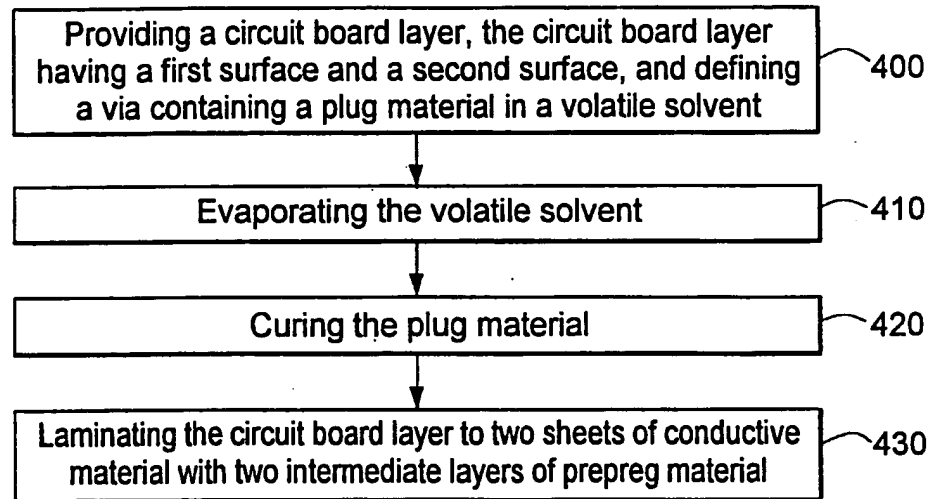 Providing a circuit board layer, the circuit board layer
having a first surface and a second surface, and defining
a via containing a plug material in a volatile solvent
400
Evaporating the volatile solvent
410
Curing the plug material
420
Laminating the circuit board layer to two sheets of conductive
material with two intermediate layers of prepreg material
430